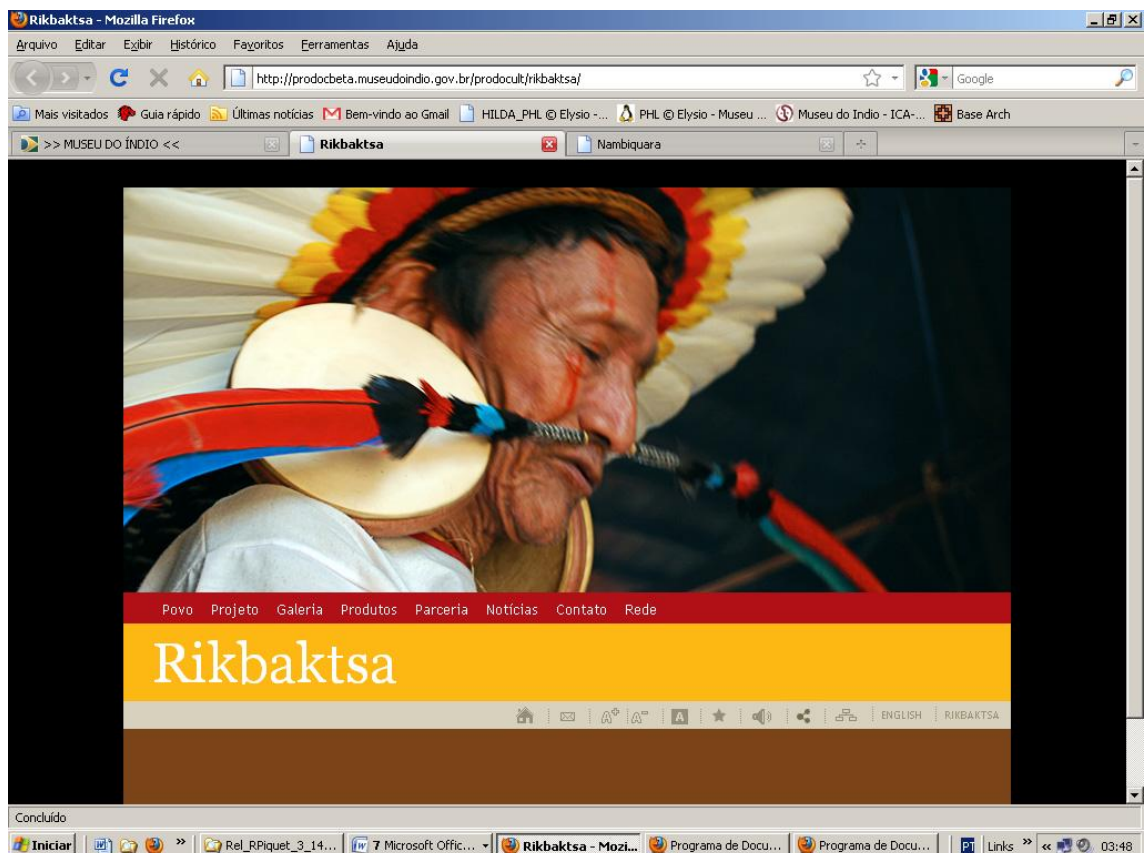 Rikbaktsa - Mozilla Firefox
Arquivo Editar Exibir Histórico Favoritos Ferramentas Ajuda
http://prodocbeta.museudoindio.gov.br/prodocult/rikbaktsa/ Google
Mais visitados Guia rápido Últimas notícias Bem-vindo ao Gmail HILDA_PHL © Elysio -... PHL © Elysio - Museu ... Museu do Indio - ICA-... Base Arch
>> MUSEU DO ÍNDIO << Rikbaktsa Nambiquara
Povo Projeto Galeria Produtos Parceria Notícias Contato Rede
Rikbaktsa
A+ A- A ENGLISH RIKBAKTSA
Concluído
Iniciar » Rel_RPiquet_3_14... 7 Microsoft Offic... Rikbaktsa - Mozi... Programa de Docu... Programa de Docu... PT Links » « 03:48